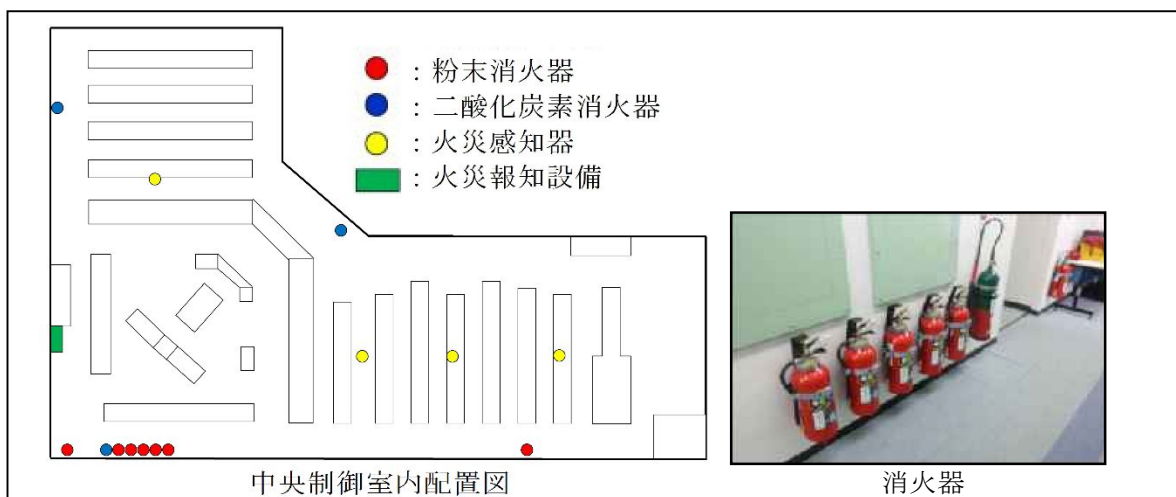 ：粉末消火器
：二酸化炭素消火器
：火災感知器
：火災報知設備
中央制御室内配置図
消火器